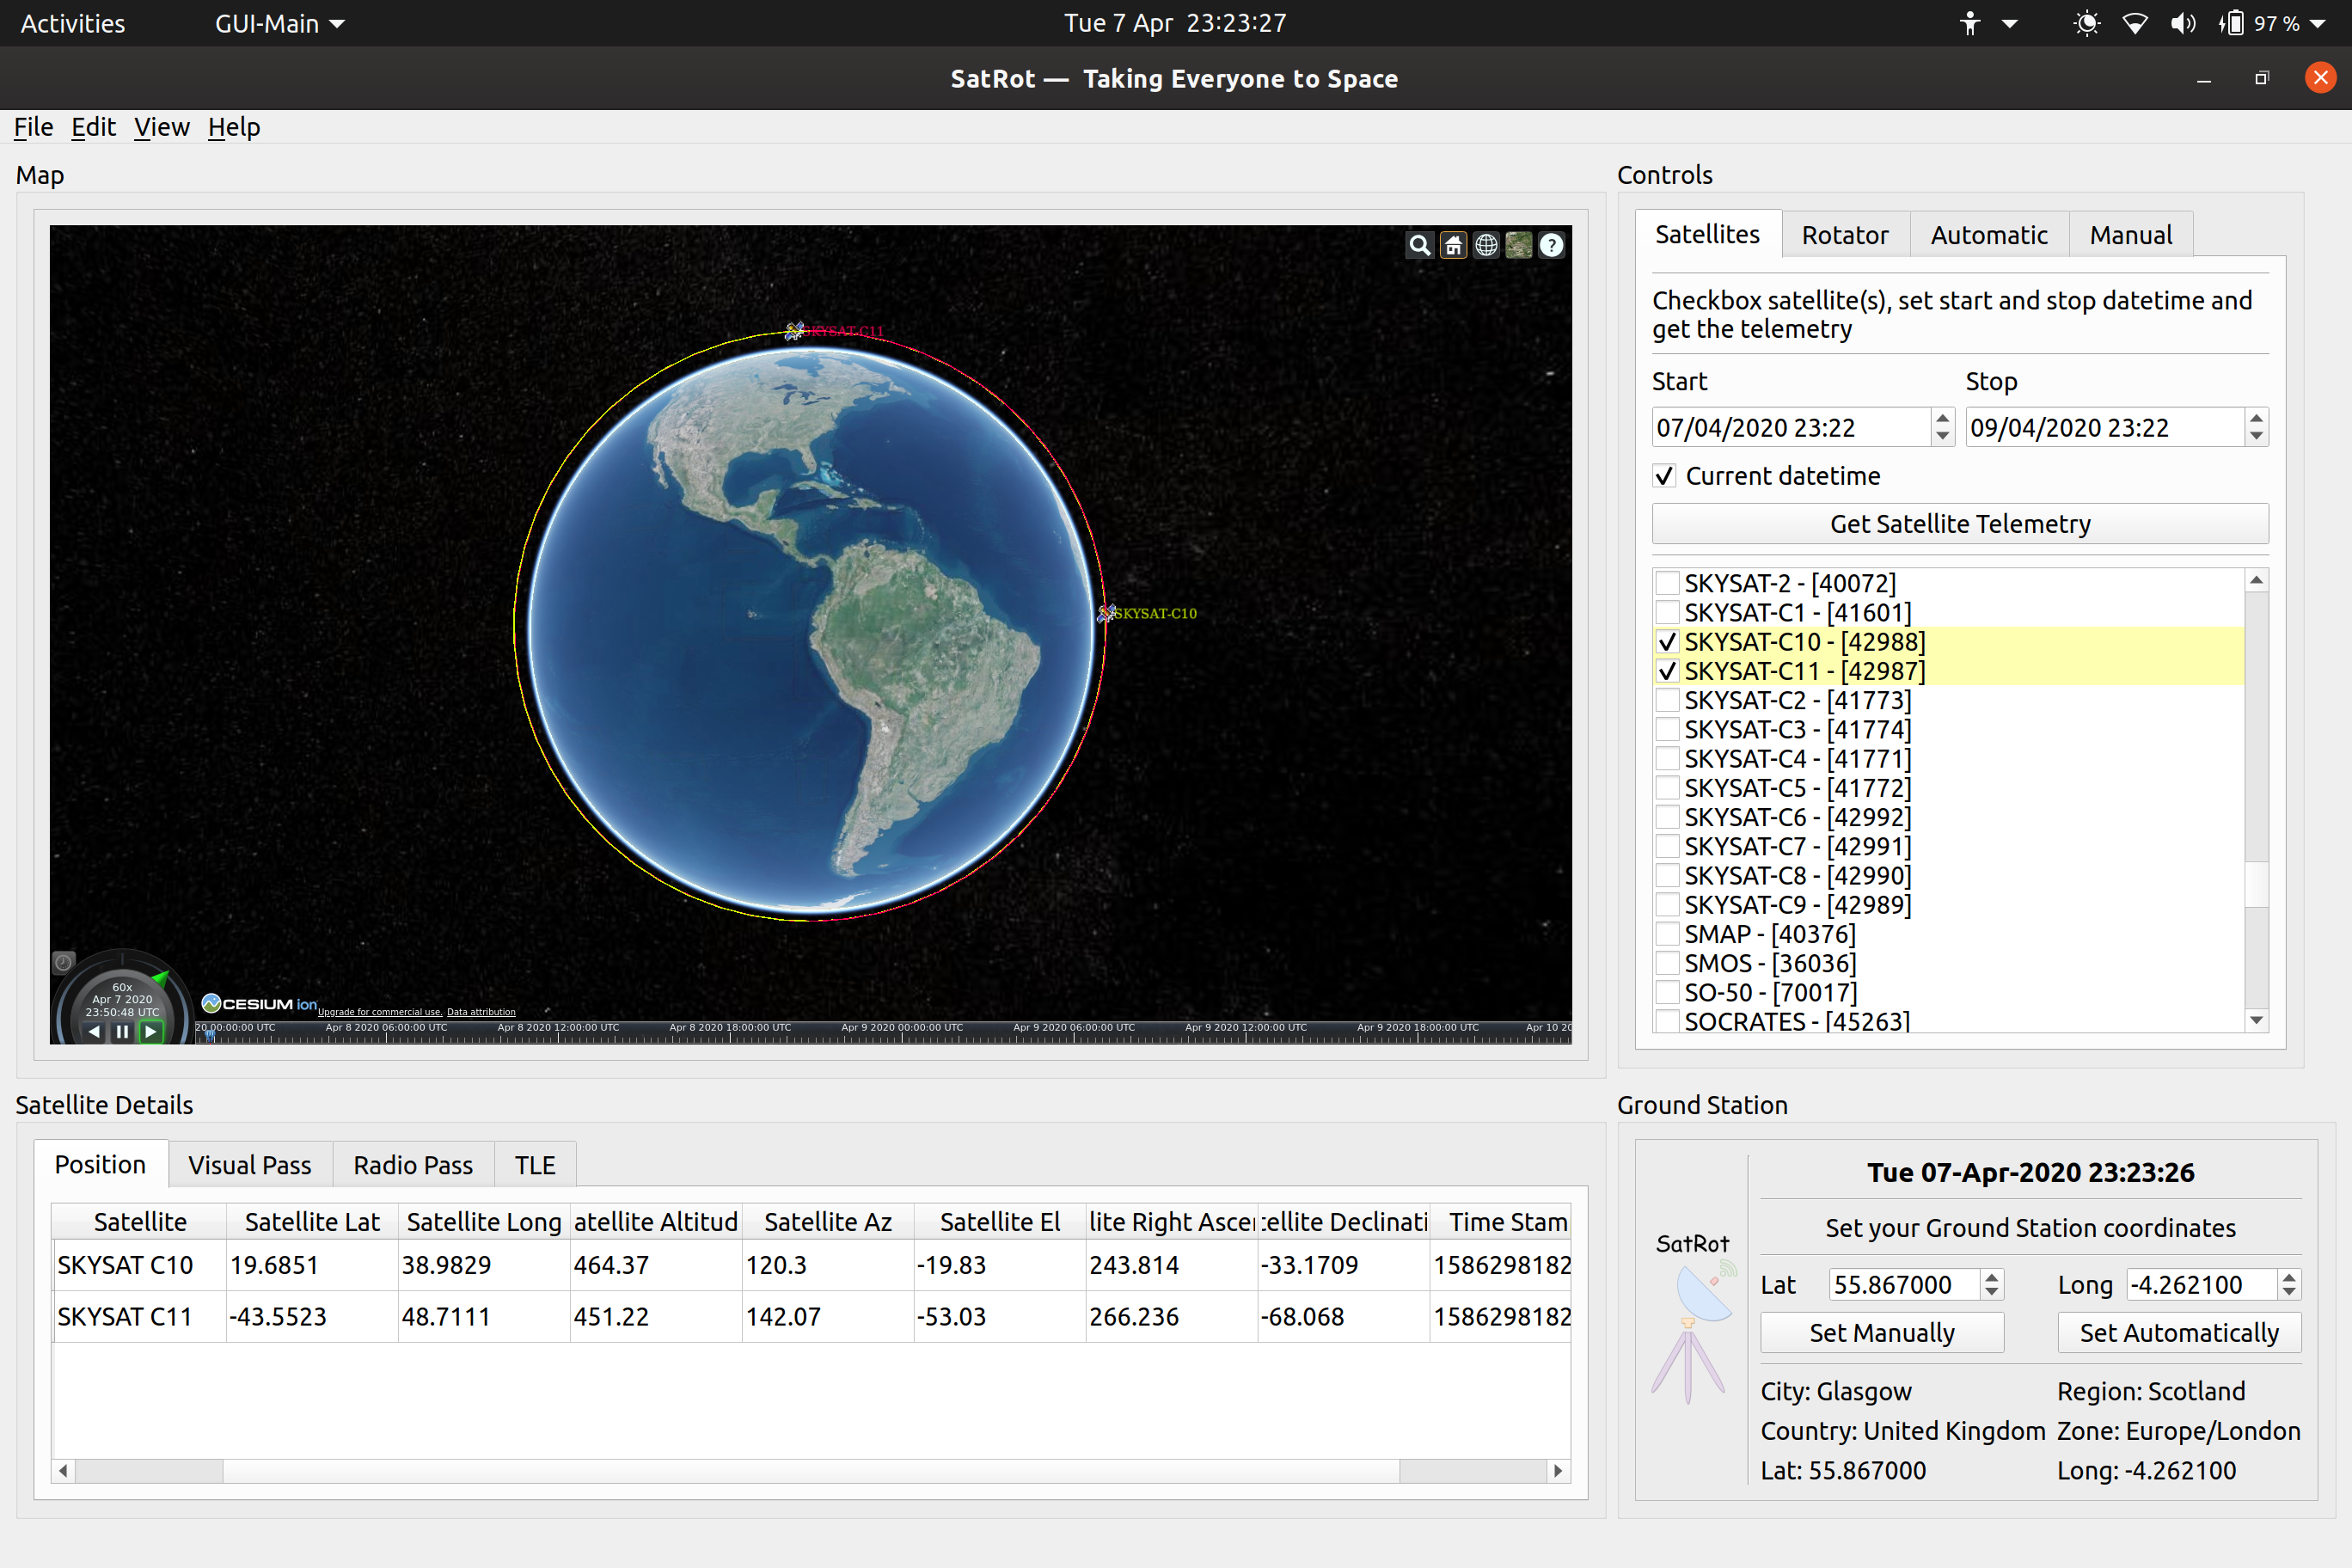 Activities GUI-Main Tue 7 Apr 23:23:27 97 %
SatRot — Taking Everyone to Space
File Edit View Help
Map
SKYSAT-C11
SKYSAT-C10
60x
Apr 7 2020
23:50:48 UTC
CESIUM ion Upgrade for commercial use. Data attribution
20 00:00:00 UTC Apr 8 2020 06:00:00 UTC Apr 8 2020 12:00:00 UTC Apr 8 2020 18:00:00 UTC Apr 9 2020 00:00:00 UTC Apr 9 2020 06:00:00 UTC Apr 9 2020 12:00:00 UTC Apr 9 2020 18:00:00 UTC Apr 10 20
Controls
Satellites Rotator Automatic Manual
Checkbox satellite(s), set start and stop datetime and
get the telemetry
Start Stop
07/04/2020 23:22 09/04/2020 23:22
Current datetime
Get Satellite Telemetry
SKYSAT-2 - [40072]
SKYSAT-C1 - [41601]
SKYSAT-C10 - [42988]
SKYSAT-C11 - [42987]
SKYSAT-C2 - [41773]
SKYSAT-C3 - [41774]
SKYSAT-C4 - [41771]
SKYSAT-C5 - [41772]
SKYSAT-C6 - [42992]
SKYSAT-C7 - [42991]
SKYSAT-C8 - [42990]
SKYSAT-C9 - [42989]
SMAP - [40376]
SMOS - [36036]
SO-50 - [70017]
SOCRATES - [45263]
Satellite Details
Position Visual Pass Radio Pass TLE
Satellite Satellite Lat Satellite Long atellite Altitud Satellite Az Satellite El lite Right Ascer cellite Declinati Time Stam
SKYSAT C10 19.6851 38.9829 464.37 120.3 -19.83 243.814 -33.1709 1586298182
SKYSAT C11 -43.5523 48.7111 451.22 142.07 -53.03 266.236 -68.068 1586298182
Ground Station
SatRot
Tue 07-Apr-2020 23:23:26
Set your Ground Station coordinates
Lat 55.867000 Long -4.262100
Set Manually Set Automatically
City: Glasgow Region: Scotland
Country: United Kingdom Zone: Europe/London
Lat: 55.867000 Long: -4.262100